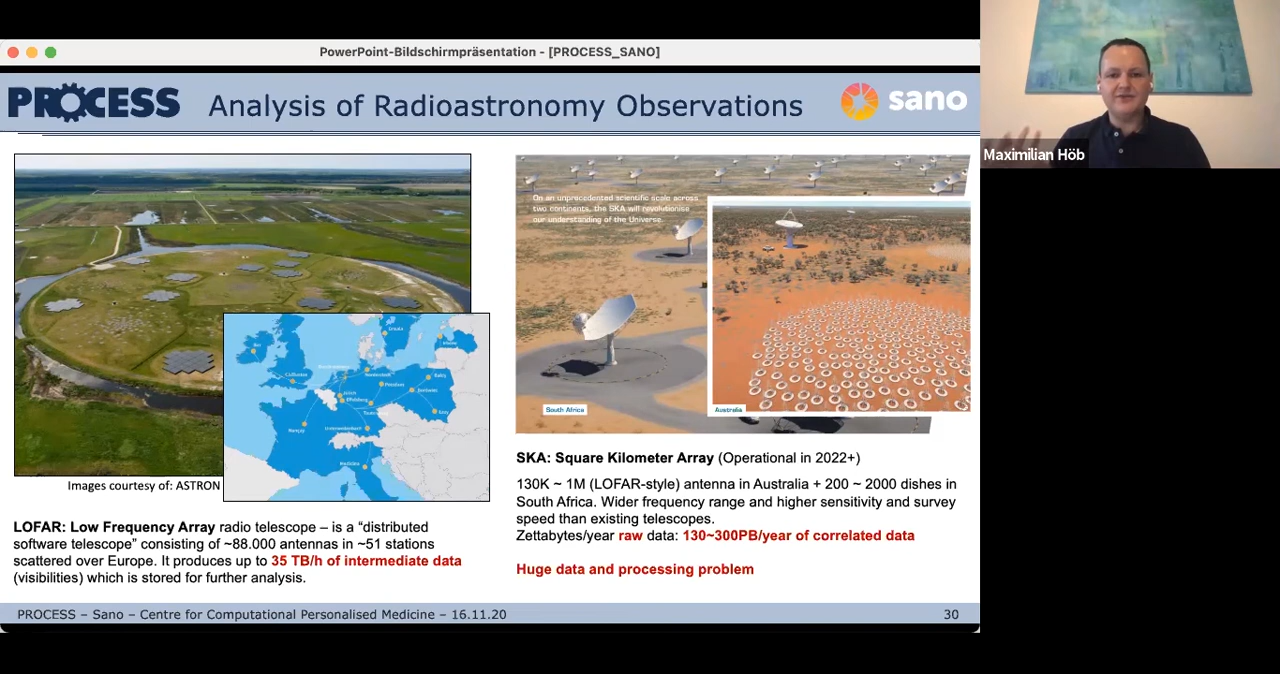 PowerPoint-Bildschirmpräsentation - [PROCESS_SANO]
PROCESS
Analysis of Radioastronomy Observations
sano
Maximilian Höb
On an unprecedented scientific scale across
two continents, the SKA will revolutionise
our understanding of the Universe.
South Africa
Australia
Images courtesy of: ASTRON
LOFAR: Low Frequency Array radio telescope – is a “distributed
software telescope” consisting of ~88.000 antennas in ~51 stations
scattered over Europe. It produces up to 35 TB/h of intermediate data
(visibilities) which is stored for further analysis.
SKA: Square Kilometer Array (Operational in 2022+)
130K ~ 1M (LOFAR-style) antenna in Australia + 200 ~ 2000 dishes in
South Africa. Wider frequency range and higher sensitivity and survey
speed than existing telescopes.
Zettabytes/year raw data: 130~300PB/year of correlated data
Huge data and processing problem
PROCESS – Sano – Centre for Computational Personalised Medicine – 16.11.20
30